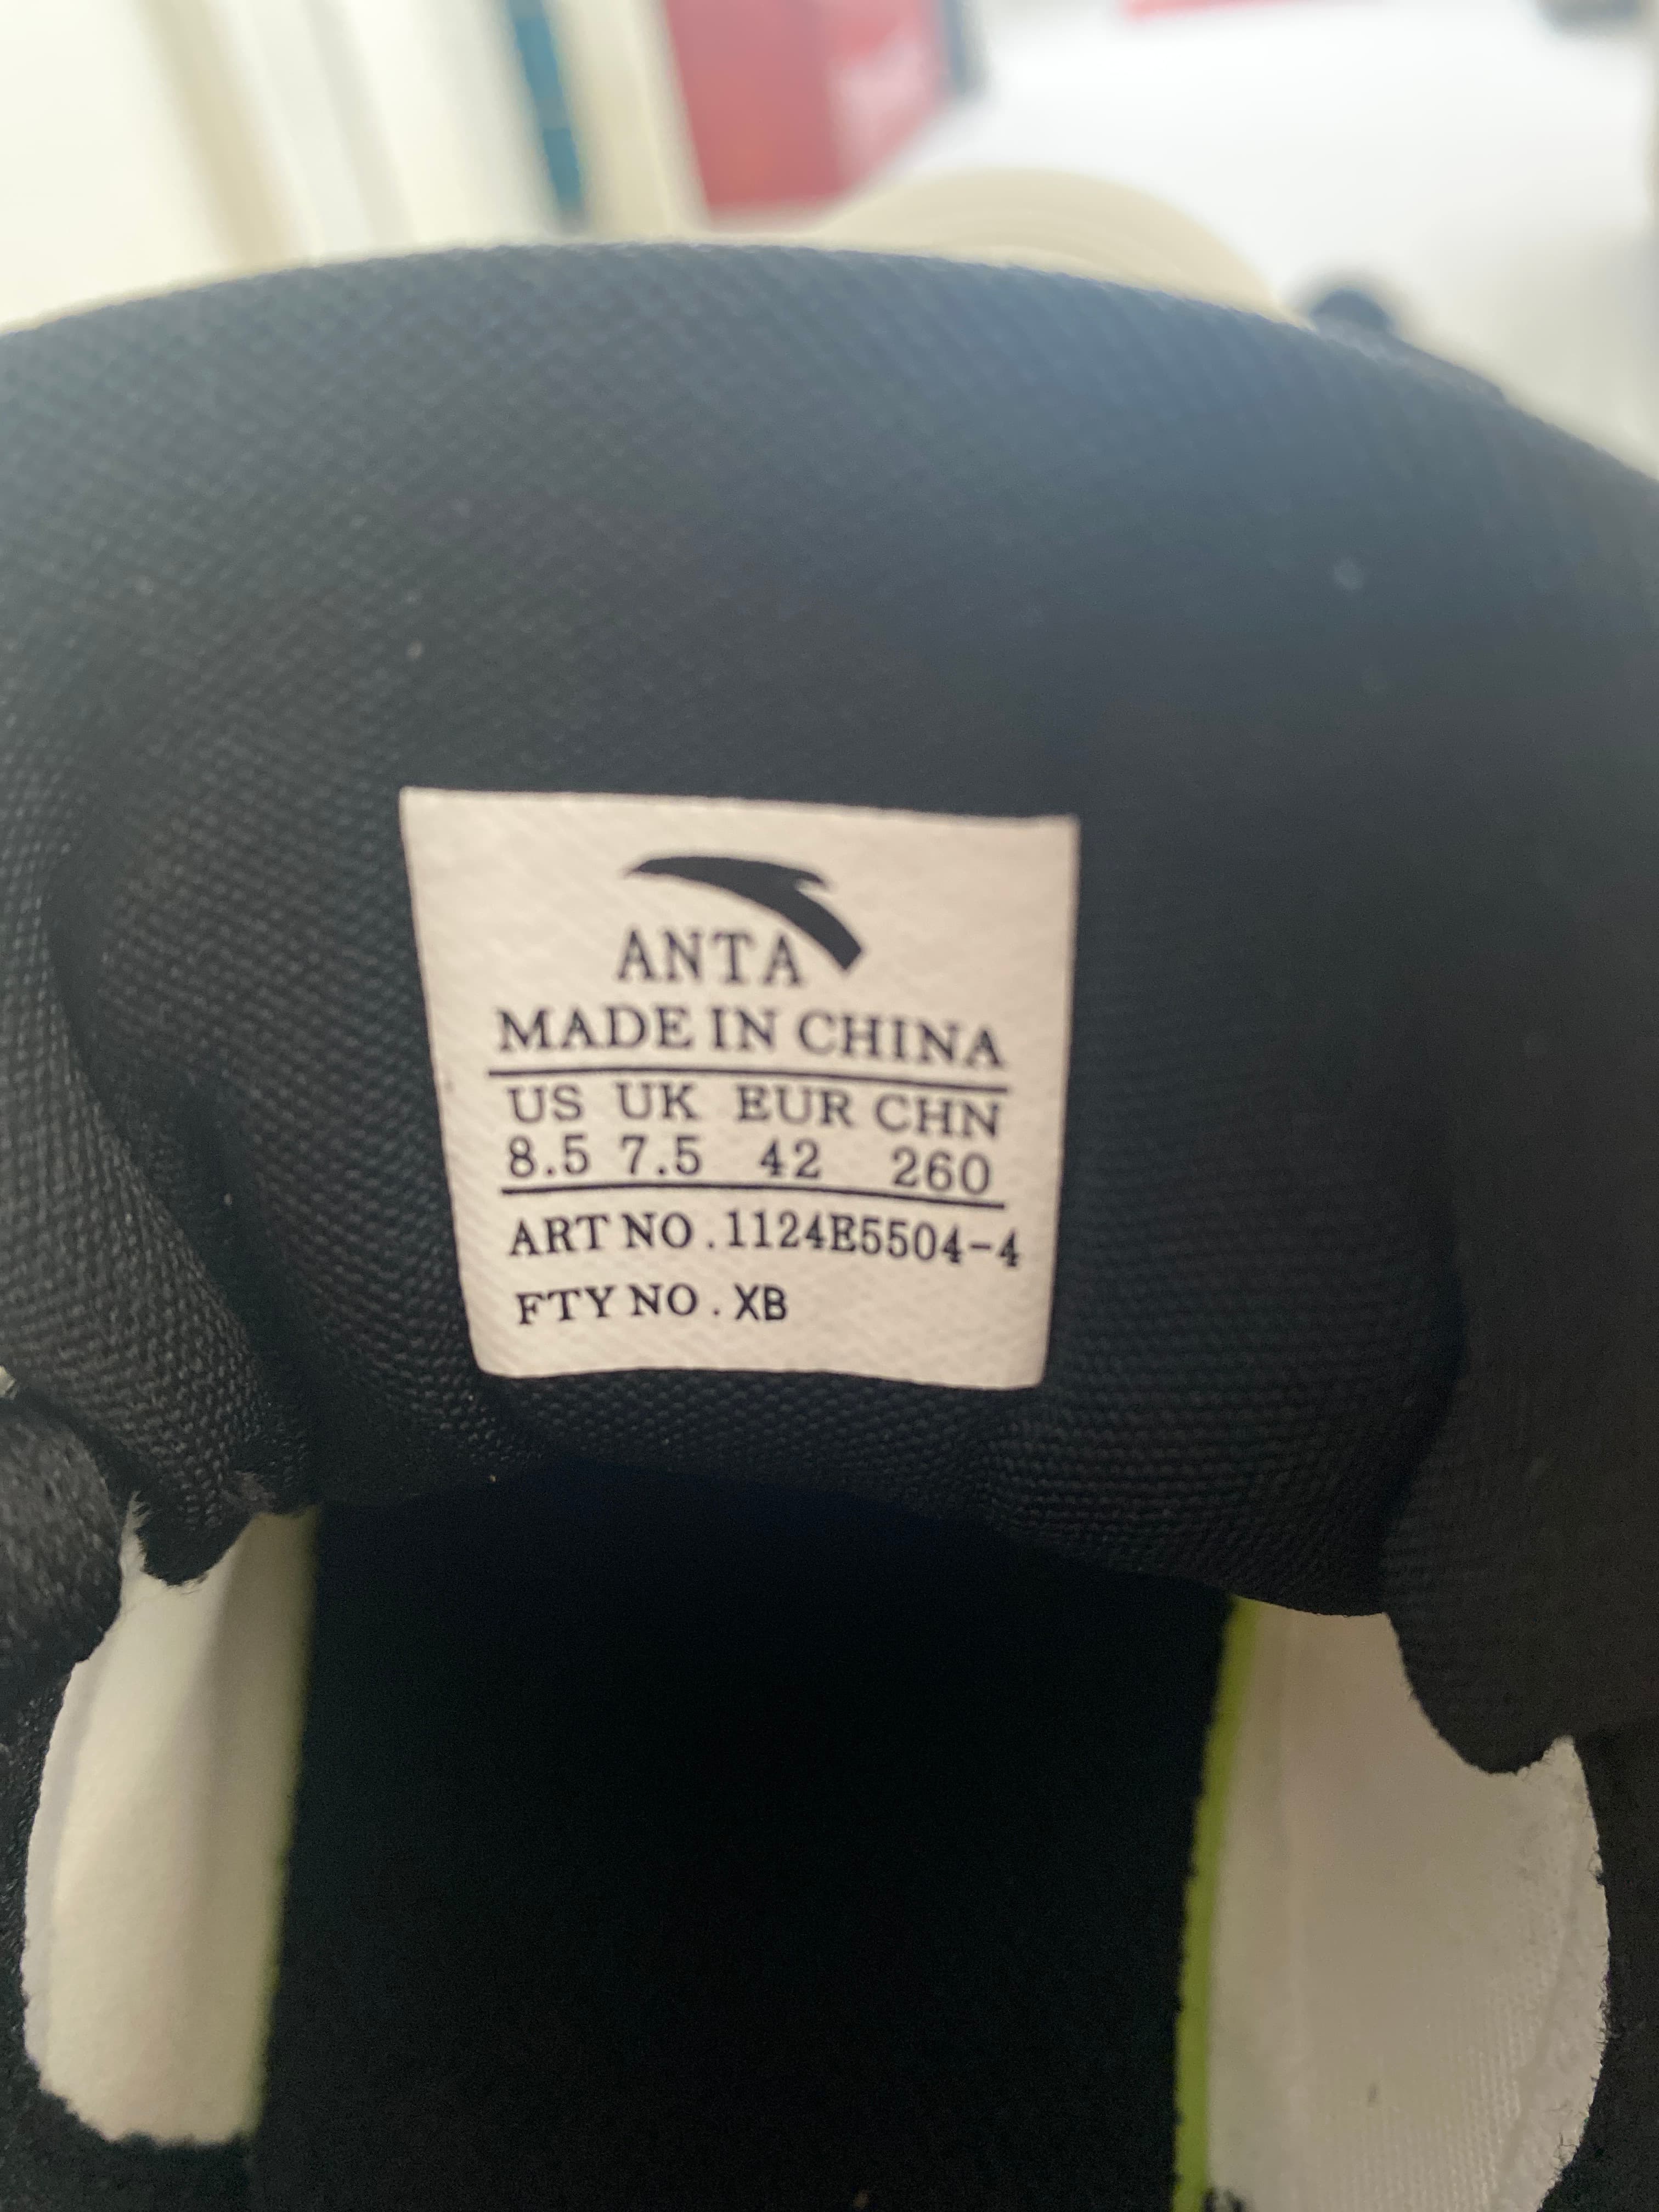 ANTA
MADE IN CHINA
US UK EUR CHN
8.5 7.5 42 260
ART NO.1124E5504-4
FTY NO.XB